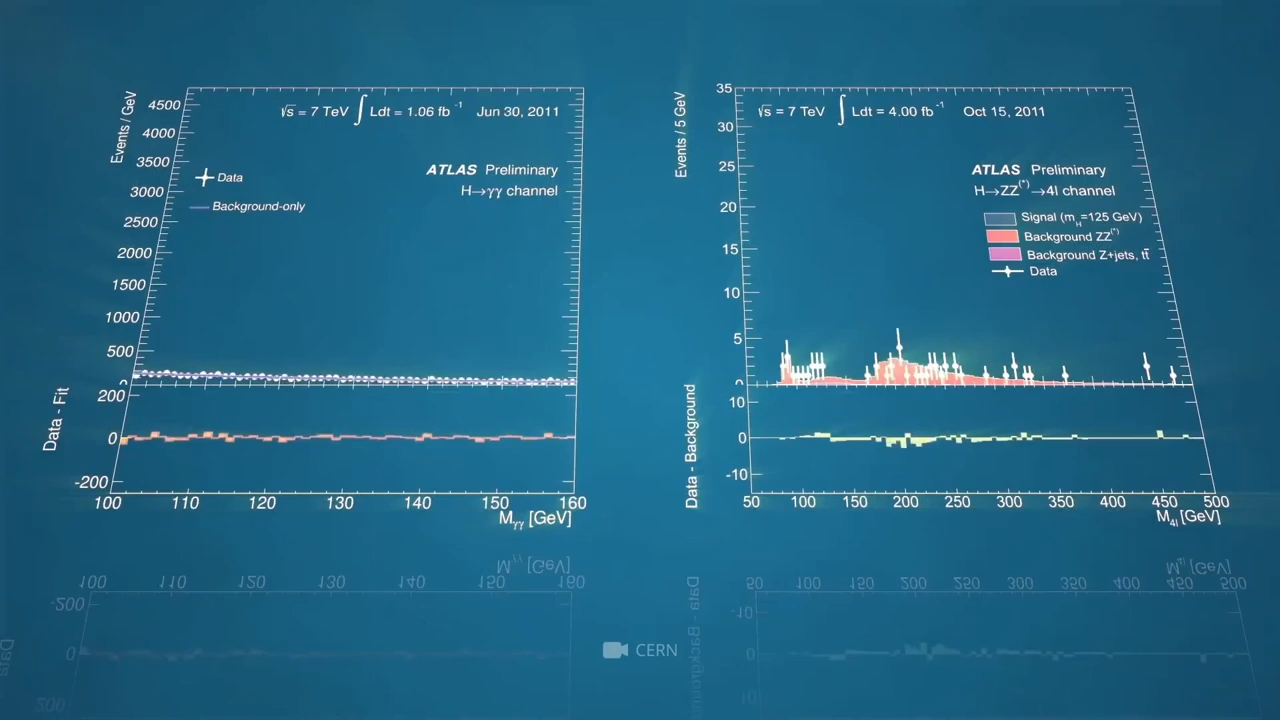 Events / GeV
4500
4000
3500
3000
2500
2000
1500
1000
500
0
√s = 7 TeV ∫ Ldt = 1.06 fb⁻¹ Jun 30, 2011
ATLAS Preliminary
H→γγ channel
Data
Background-only
Data - Fit
200
0
-200
100 110 120 130 140 150 160
Mγγ [GeV]
Events / 5 GeV
35
30
25
20
15
10
5
0
√s = 7 TeV ∫ Ldt = 4.00 fb⁻¹ Oct 15, 2011
ATLAS Preliminary
H→ZZ(*)→4l channel
Signal (mH=125 GeV)
Background ZZ(*)
Background Z+jets, tt̄
Data
Data - Background
10
0
-10
50 100 150 200 250 300 350 400 450 500
M4l [GeV]
CERN